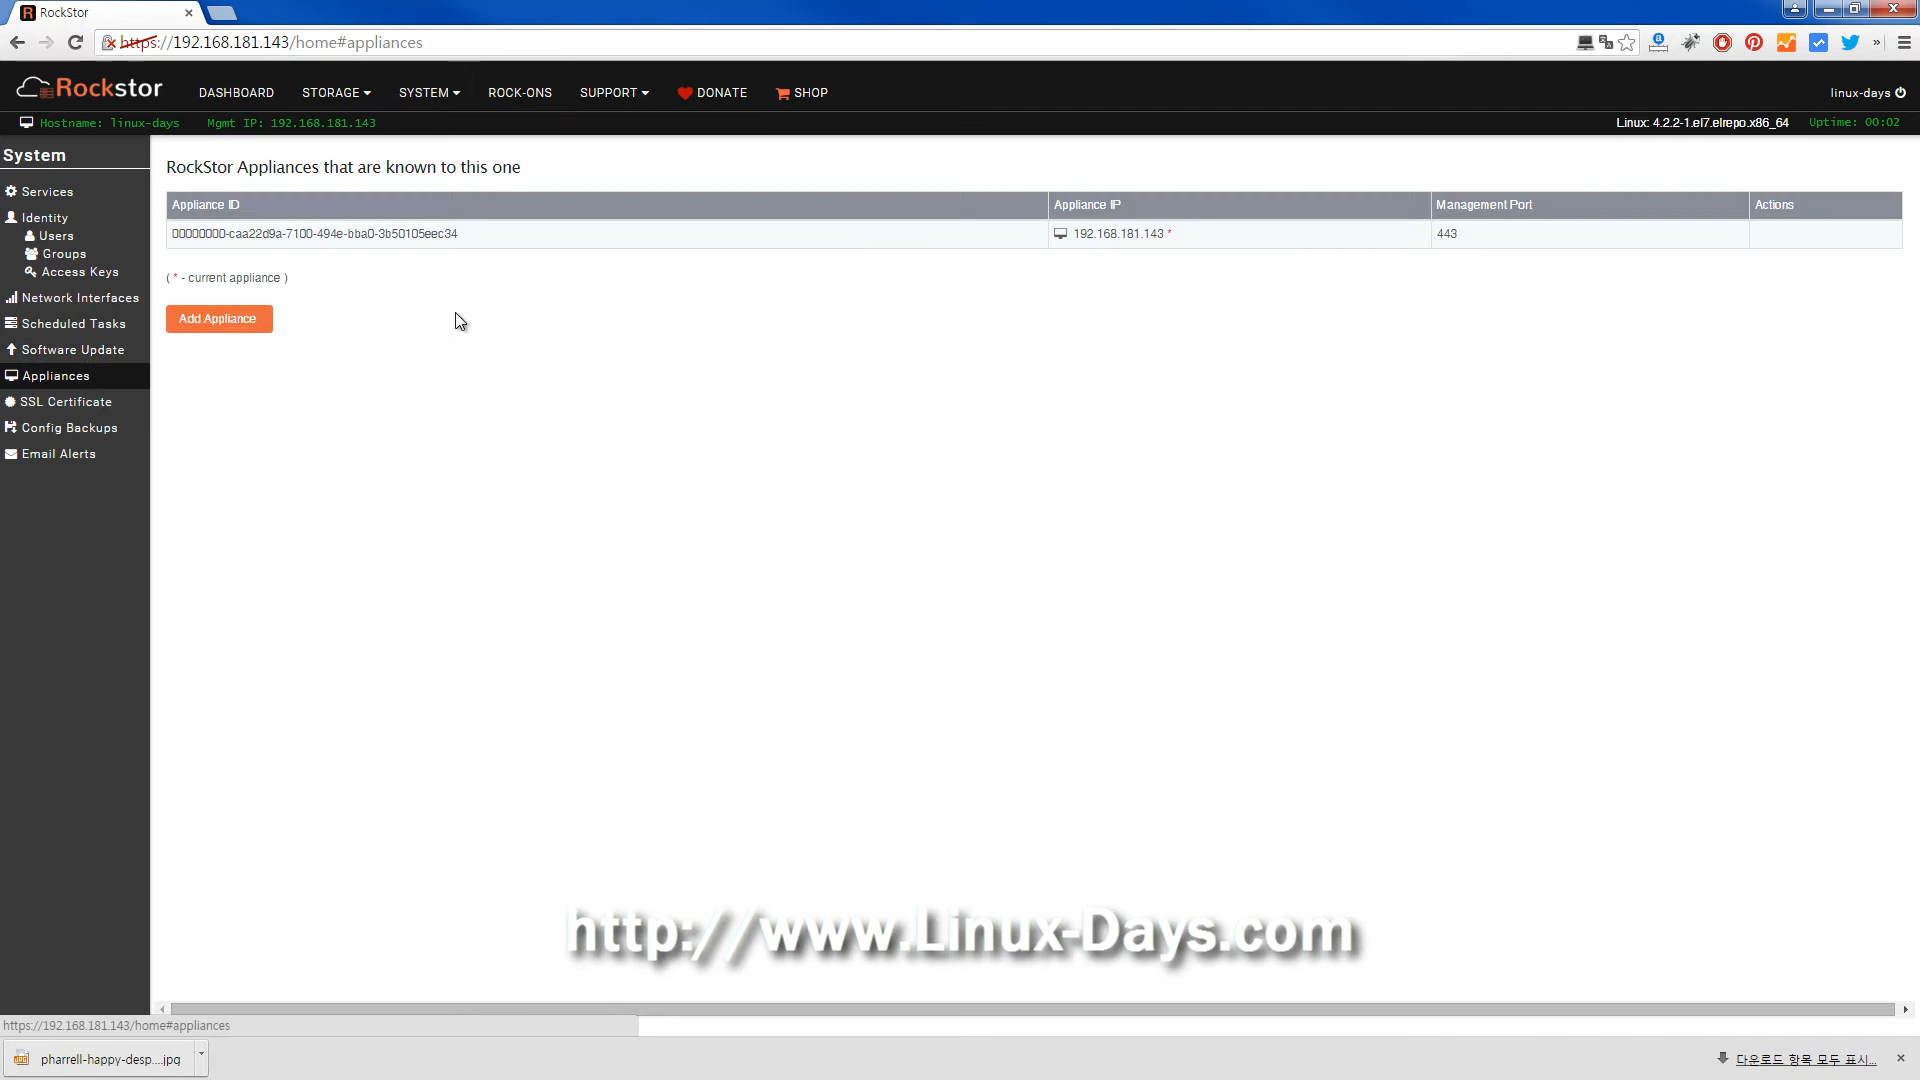 RockStor
https://192.168.181.143/home#appliances
Rockstor
DASHBOARD STORAGE SYSTEM ROCK-ONS SUPPORT DONATE SHOP
linux-days
Hostname: linux-days Mgmt IP: 192.168.181.143
Linux: 4.2.2-1.el7.elrepo.x86_64 Uptime: 00:02
System
Services
Identity
Users
Groups
Access Keys
Network Interfaces
Scheduled Tasks
Software Update
Appliances
SSL Certificate
Config Backups
Email Alerts
RockStor Appliances that are known to this one
Appliance ID Appliance IP Management Port Actions
00000000-caa22d9a-7100-494e-bba0-3b50105eec34 192.168.181.143 * 443
( * - current appliance )
Add Appliance
http://www.Linux-Days.com
https://192.168.181.143/home#appliances
pharrell-happy-desp....jpg
다운로드 항목 모두 표시...